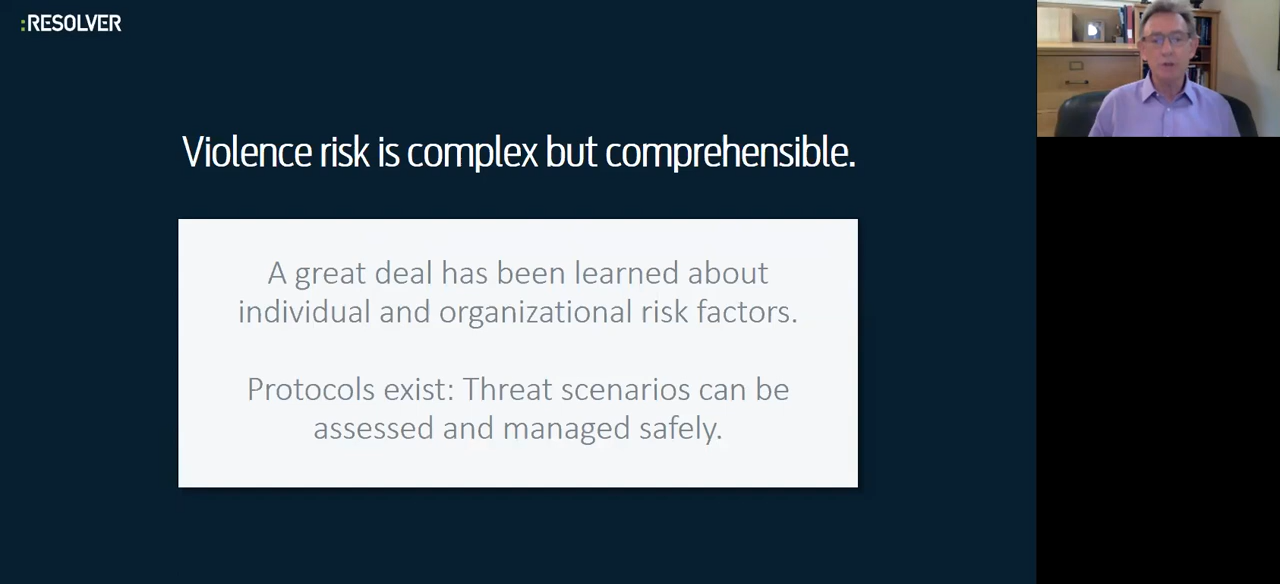 :RESOLVER
Violence risk is complex but comprehensible.
A great deal has been learned about
individual and organizational risk factors.
Protocols exist: Threat scenarios can be
assessed and managed safely.